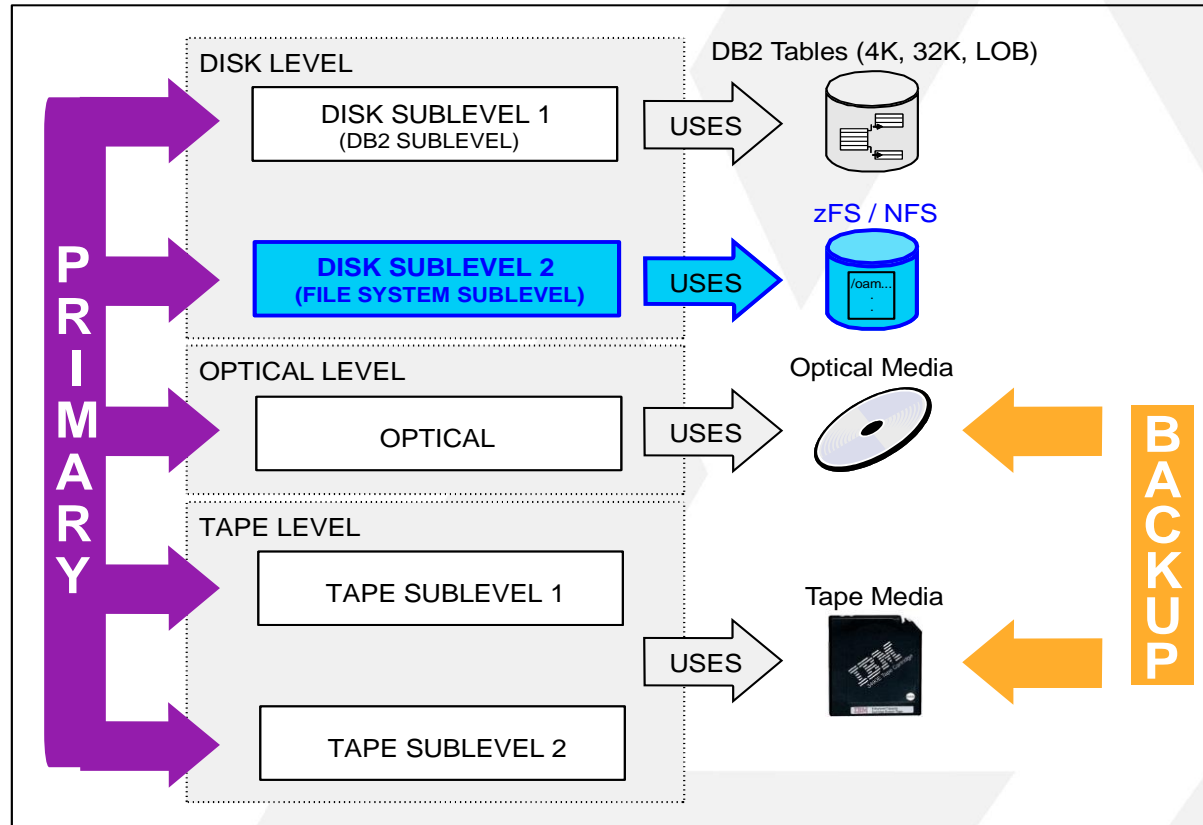 DISK LEVEL
DB2 Tables (4K, 32K, LOB)
DISK SUBLEVEL 1
(DB2 SUBLEVEL)
USES
zFS / NFS
DISK SUBLEVEL 2
(FILE SYSTEM SUBLEVEL)
USES
/oam...
.
.
PRIMARY
OPTICAL LEVEL
Optical Media
OPTICAL
USES
BACKUP
TAPE LEVEL
TAPE SUBLEVEL 1
Tape Media
USES
IBM
IBM
TAPE SUBLEVEL 2